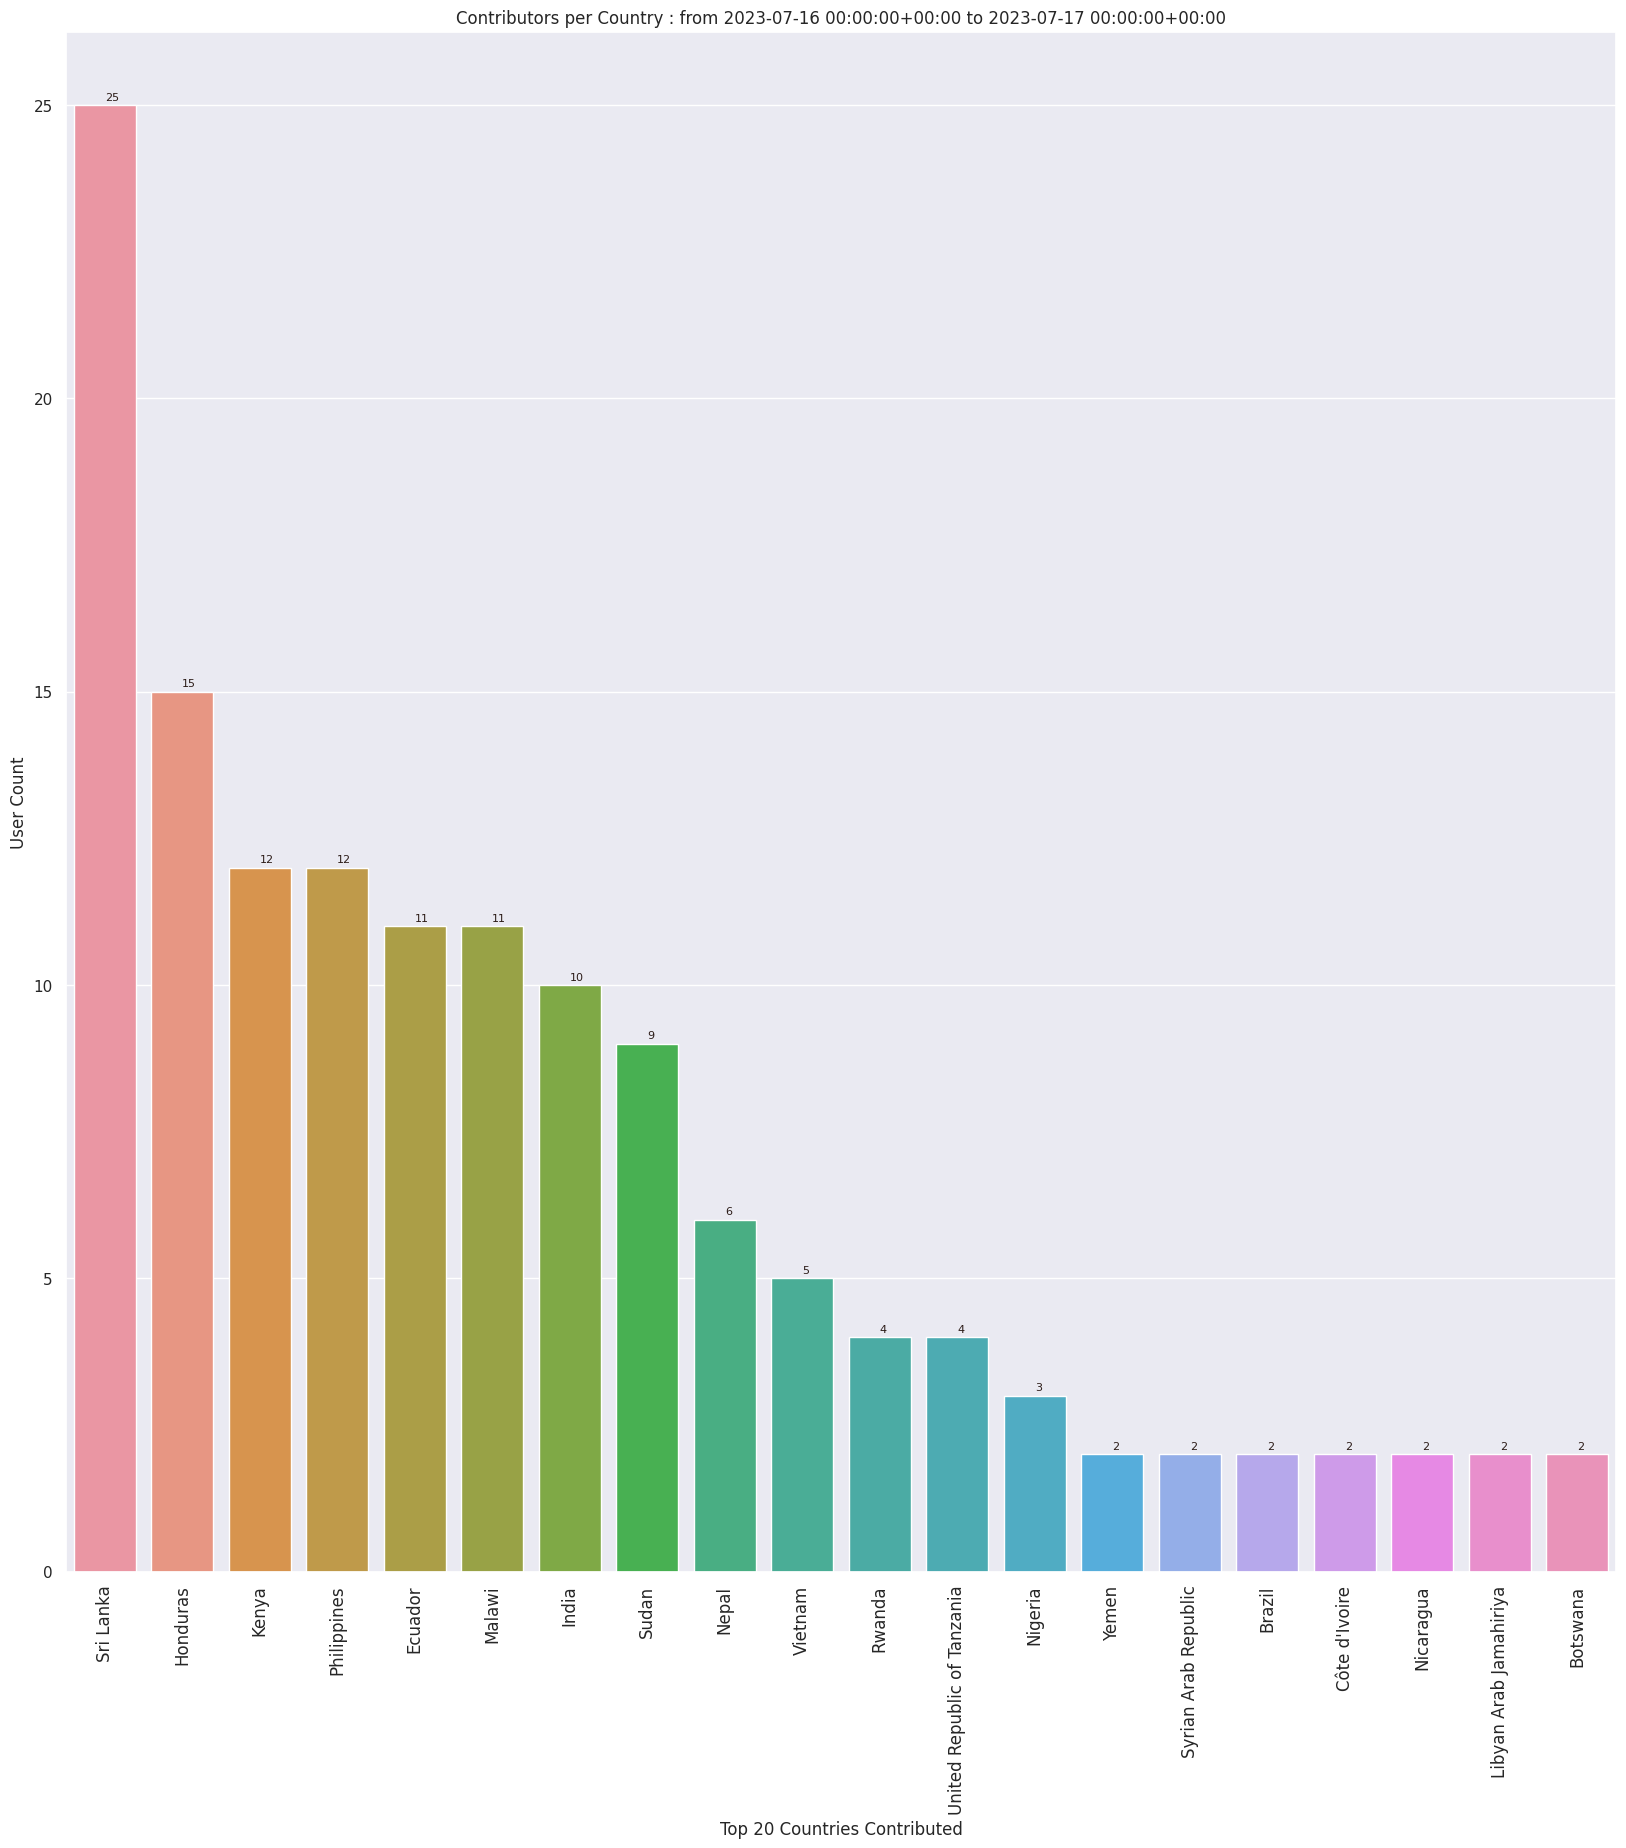 Contributors per Country : from 2023-07-16 00:00:00+00:00 to 2023-07-17 00:00:00+00:00
User Count
25
20
15
10
5
0
25
15
12
12
11
11
10
9
6
5
4
4
3
2
2
2
2
2
2
2
Sri Lanka
Honduras
Kenya
Philippines
Ecuador
Malawi
India
Sudan
Nepal
Vietnam
Rwanda
United Republic of Tanzania
Nigeria
Yemen
Syrian Arab Republic
Brazil
Côte d'Ivoire
Nicaragua
Libyan Arab Jamahiriya
Botswana
Top 20 Countries Contributed